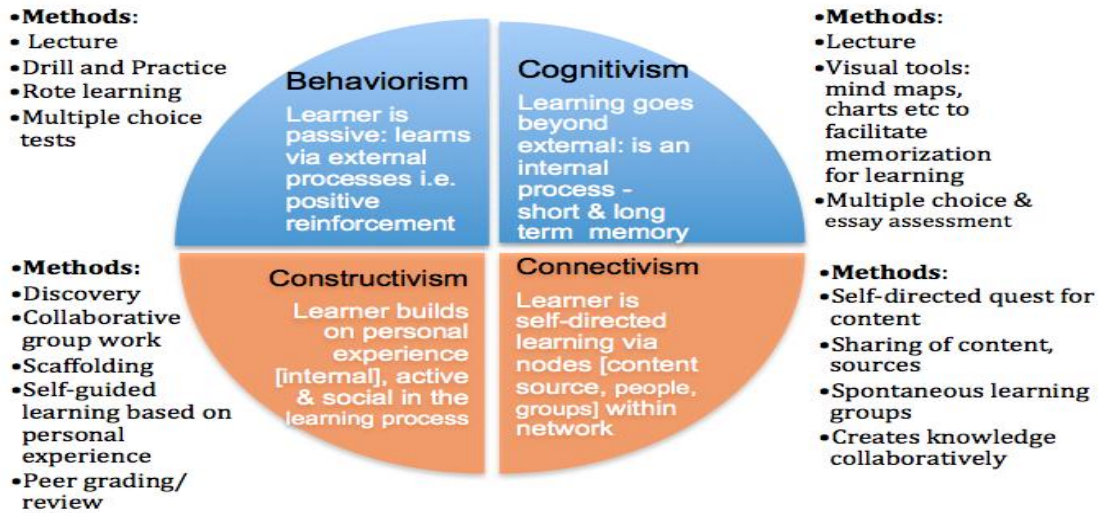 •Methods:
• Lecture
•Drill and Practice
•Rote learning
•Multiple choice
tests
Behaviorism
Learner is
passive: learns
via external
processes i.e.
positive
reinforcement
Cognitivism
Learning goes
beyond
external: is an
internal
process -
short & long
term memory
•Methods:
•Lecture
•Visual tools:
mind maps,
charts etc to
facilitate
memorization
for learning
•Multiple choice &
essay assessment
•Methods:
•Discovery
•Collaborative
group work
•Scaffolding
•Self-guided
learning based on
personal
experience
•Peer grading/
review
Constructivism
Learner builds
on personal
experience
[internal], active
& social in the
learning process
Connectivism
Learner is
self-directed
learning via
nodes [content
source, people,
groups] within
network
•Methods:
•Self-directed quest for
content
•Sharing of content,
sources
•Spontaneous learning
groups
•Creates knowledge
collaboratively